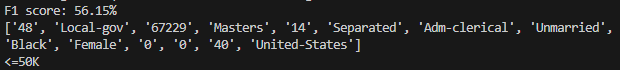 F1 score: 56.15%
['48', 'Local-gov', '67229', 'Masters', '14', 'Separated', 'Adm-clerical', 'Unmarried',
'Black', 'Female', '0', '0', '40', 'United-States']
<=50K